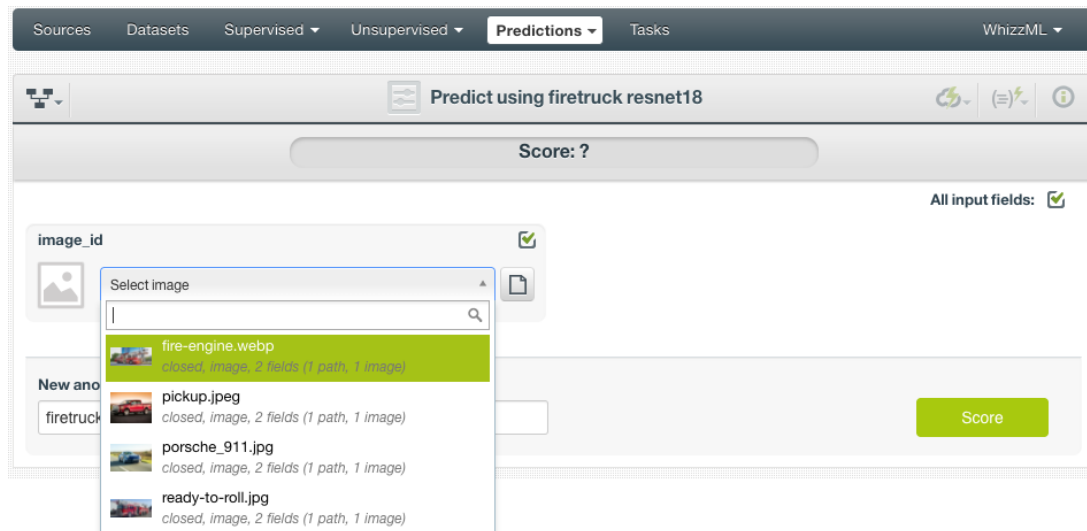 Sources Datasets Supervised Unsupervised Predictions Tasks WhizzML
Predict using firetruck resnet18
Score: ?
All input fields:
image_id
Select image
fire-engine.webp
closed, image, 2 fields (1 path, 1 image)
New ano
pickup.jpeg
closed, image, 2 fields (1 path, 1 image)
firetruck
Score
porsche_911.jpg
closed, image, 2 fields (1 path, 1 image)
ready-to-roll.jpg
closed, image, 2 fields (1 path, 1 image)